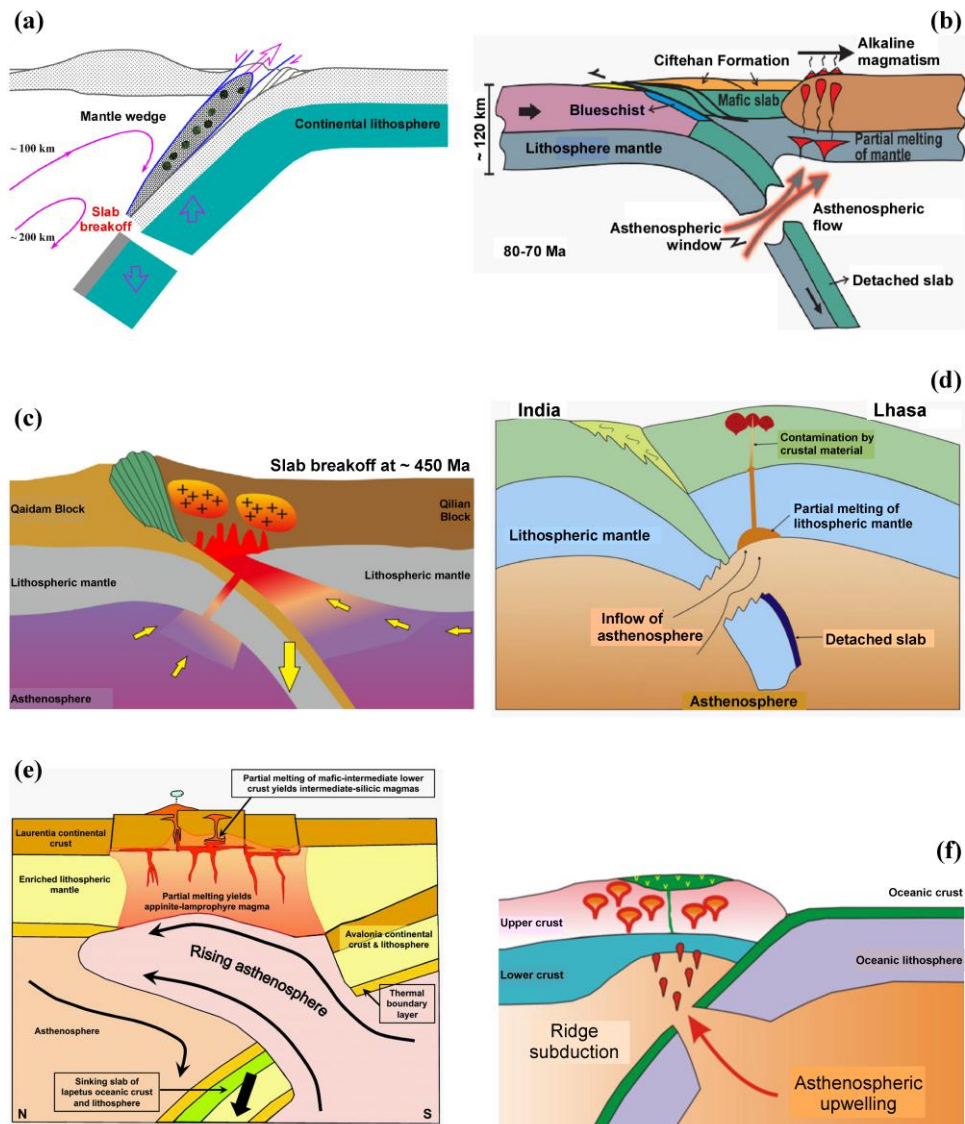 (a)
Mantle wedge
~ 100 km
Continental lithosphere
Slab
breakoff
~ 200 km
(b)
Ciftehan Formation
Alkaline
magmatism
~ 120 km
Blueschist
Mafic slab
Lithosphere mantle
Partial melting
of mantle
Asthenospheric
window
Asthenospheric
flow
80-70 Ma
Detached slab
(c)
Slab breakoff at ~ 450 Ma
Qaidam Block
Qilian
Block
Lithospheric mantle
Lithospheric mantle
Asthenosphere
(d)
India
Lhasa
Contamination by
crustal material
Lithospheric mantle
Partial melting of
lithospheric mantle
Inflow of
asthenosphere
Detached slab
Asthenosphere
(e)
Partial melting of mafic-intermediate lower
crust yields intermediate-silicic magmas
Laurentia continental
crust
Enriched lithospheric
mantle
Partial melting yields
appinite-lamprophyre magma
Avalonia continental
crust & lithosphere
Rising asthenosphere
Thermal
boundary
layer
Asthenosphere
Sinking slab of
Iapetus oceanic crust
and lithosphere
N
S
(f)
Oceanic crust
Upper crust
Oceanic lithosphere
Lower crust
Ridge
subduction
Asthenospheric
upwelling